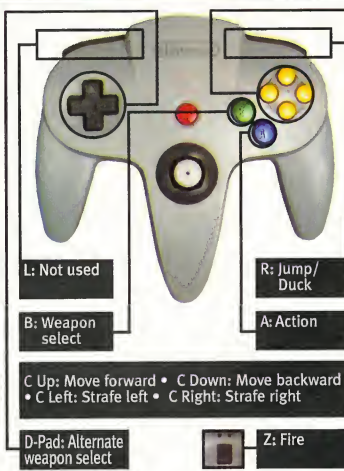 L: Not used
R: Jump/
Duck
B: Weapon
select
A: Action
C Up: Move forward • C Down: Move backward
• C Left: Strafe left • C Right: Strafe right
D-Pad: Alternate
weapon select
Z: Fire